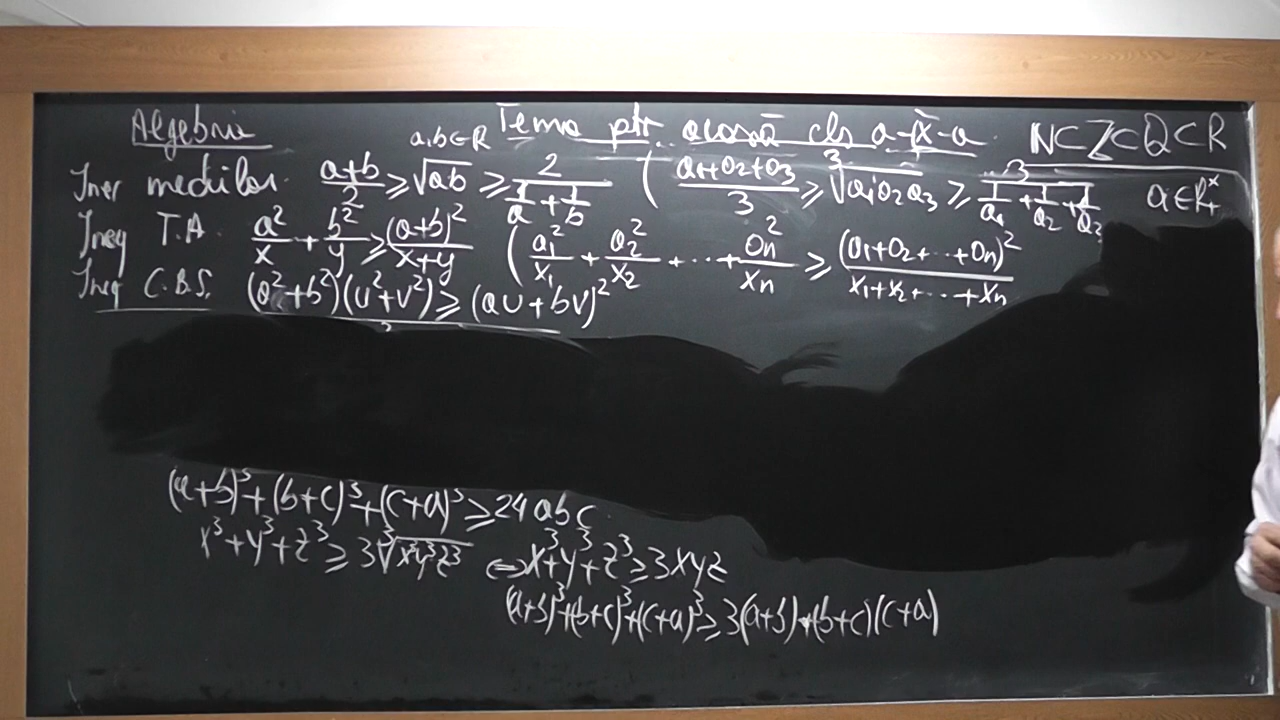 Algebra Tema ptr. acasă cls a-IX-a N⊂Z⊂Q⊂R
a,b∈R
Ineg mediilor. (a+b)/2 ≥ √(ab) ≥ 2/(1/a + 1/b) ( (a₁+a₂+a₃)/3 ≥ ∛(a₁a₂a₃) ≥ 3/(1/a₁ + 1/a₂ + 1/a₃) a∈R₊ˣ
Ineq T.A. a²/x + b²/y ≥ (a+b)²/(x+y) ( a₁²/x₁ + a₂²/x₂ + ... + aₙ²/xₙ ≥ (a₁+a₂+...+aₙ)²/(x₁+x₂+...+xₙ)
Ineq C.B.S. (a²+b²)(u²+v²) ≥ (au+bv)²
(a+b)³+(b+c)³+(c+a)³ ≥ 24abc
x³+y³+z³ ≥ 3∛(x³y³z³) ⇔ x³+y³+z³ ≥ 3xyz
(a+b)³+(b+c)³+(c+a)³ ≥ 3(a+b)·(b+c)(c+a)